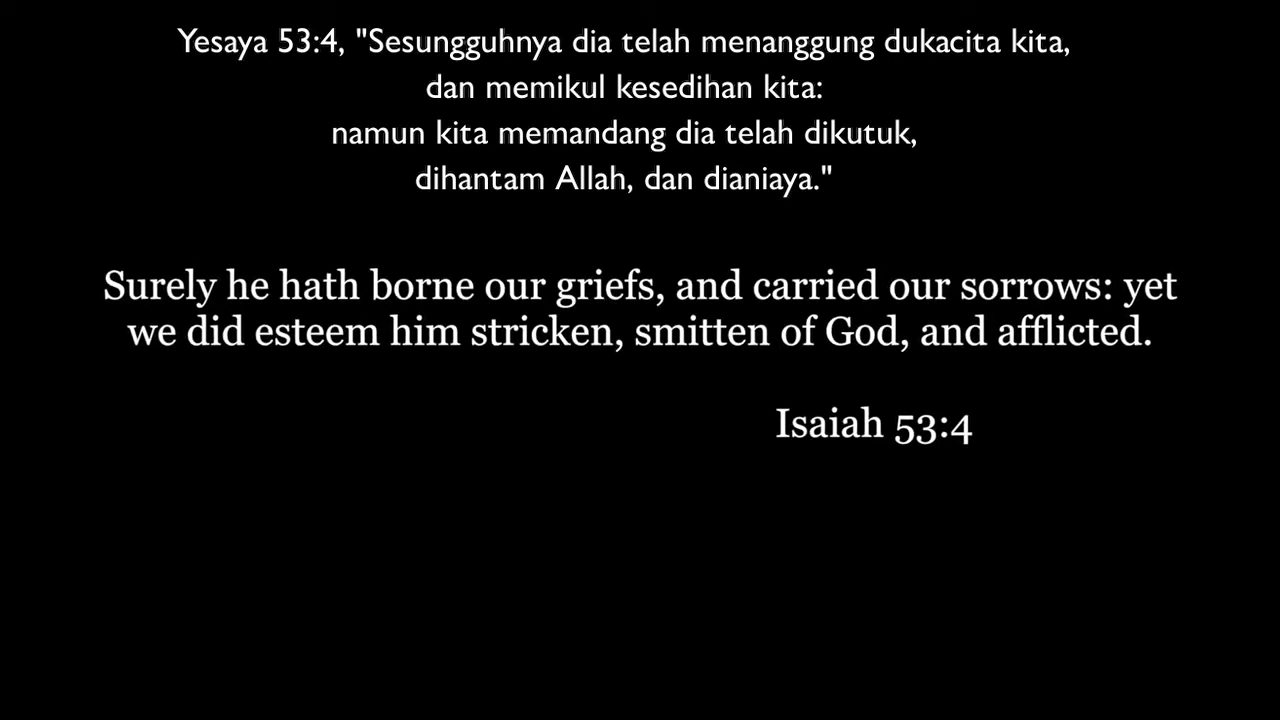 Yesaya 53:4, "Sesungguhnya dia telah menanggung dukacita kita,
dan memikul kesedihan kita:
namun kita memandang dia telah dikutuk,
dihantam Allah, dan dianiaya."
Surely he hath borne our griefs, and carried our sorrows: yet
we did esteem him stricken, smitten of God, and afflicted.
Isaiah 53:4